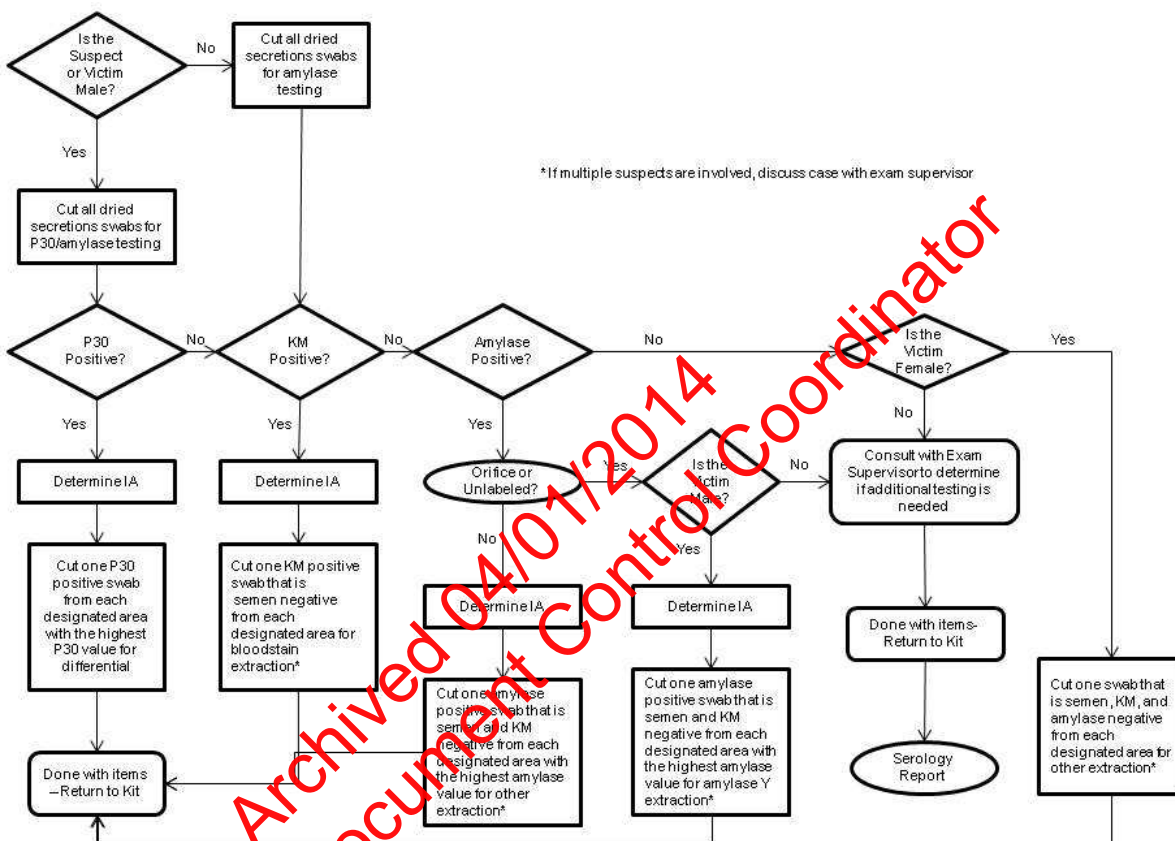 Is the
Suspect
or Victim
Male?
No
Cut all dried
secretions swabs
for amylase
testing
Yes
*If multiple suspects are involved, discuss case with exam supervisor
Cut all dried
secretions swabs for
P30/amylase testing
P30
Positive?
No
KM
Positive?
No
Amylase
Positive?
No
Is the
Victim
Female?
Yes
Yes
Yes
Yes
No
Determine IA
Determine IA
Orifice or
Unlabeled?
Yes
Is the
Victim
Male?
No
Consult with Exam
Supervisor to determine
if additional testing is
needed
No
Yes
Cut one P30
positive swab
from each
designated area
with the highest
P30 value for
differential
Cut one KM positive
swab that is
semen negative
from each
designated area for
bloodstain
extraction*
Determine IA
Determine IA
Done with items-
Return to Kit
Cut one amylase
positive swab that is
semen and KM
negative from each
designated area with
the highest amylase
value for other
extraction*
Cut one amylase
positive swab that is
semen and KM
negative from each
designated area with
the highest amylase
value for amylase Y
extraction*
Cut one swab that
is semen, KM, and
amylase negative
from each
designated area for
other extraction*
Done with items
–Return to Kit
Serology
Report
Archived 04/01/2014
Document Control Coordinator